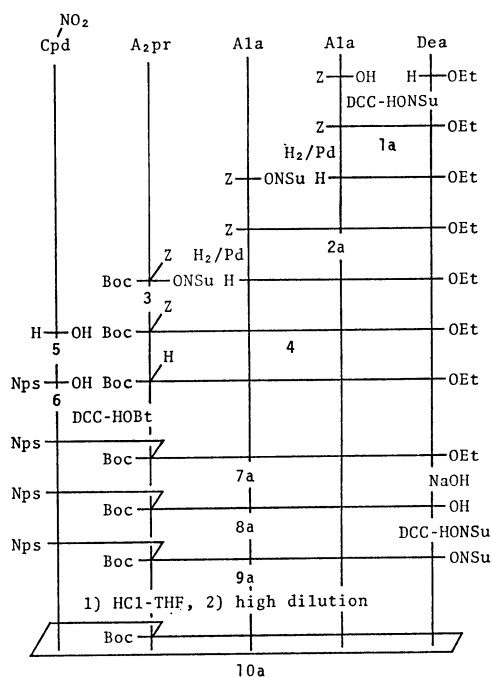 NO₂
Cpd A₂pr Ala Ala Dea
Z OH H OEt
DCC-HONSu
Z OEt
H₂/Pd 1a
Z ONSu H OEt
Z OEt
2a
Z H₂/Pd
Boc ONSu H OEt
3
Z
H OH Boc OEt
5 4
H
Nps OH Boc OEt
6
DCC-HOBt
Nps
Boc OEt
7a NaOH
Nps
Boc OH
8a DCC-HONSu
Nps
Boc ONSu
9a
1) HCl-THF, 2) high dilution
Boc
10a